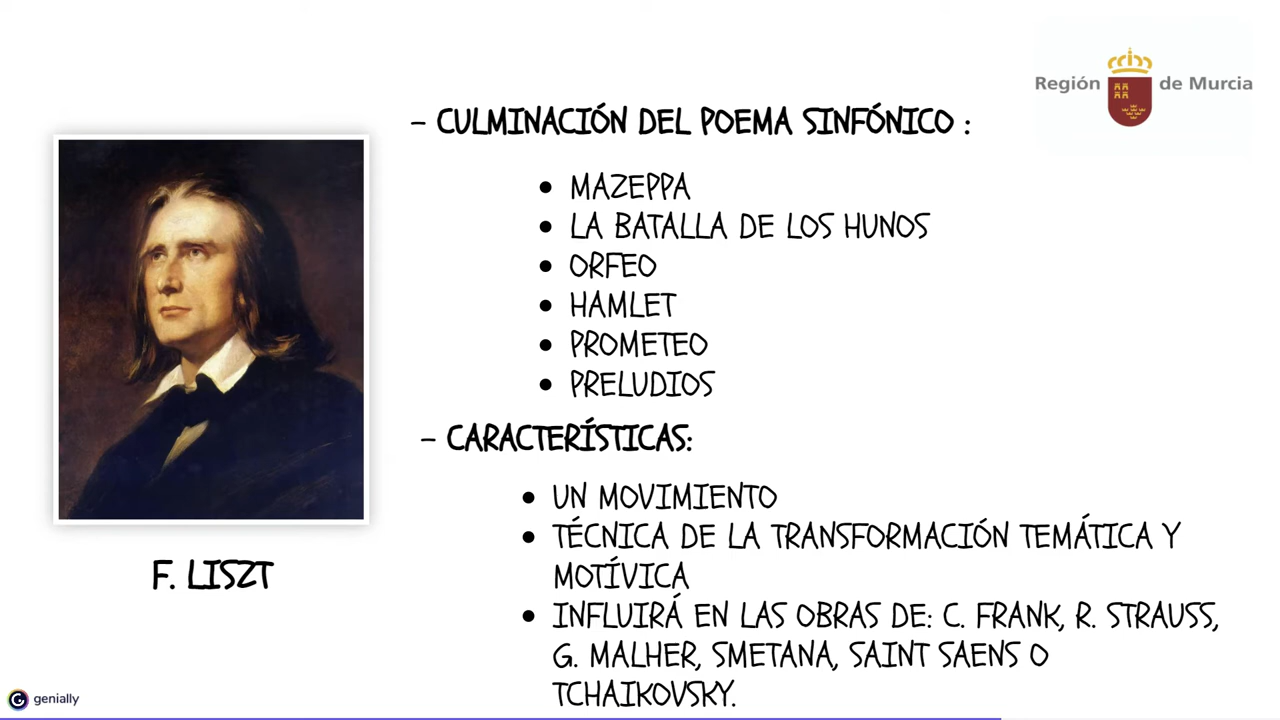 Región de Murcia
- CULMINACIÓN DEL POEMA SINFÓNICO :
• MAZEPPA
• LA BATALLA DE LOS HUNOS
• ORFEO
• HAMLET
• PROMETEO
• PRELUDIOS
- CARACTERÍSTICAS:
• UN MOVIMIENTO
• TÉCNICA DE LA TRANSFORMACIÓN TEMÁTICA Y
MOTÍVICA
• INFLUIRÁ EN LAS OBRAS DE: C. FRANK, R. STRAUSS,
G. MALHER, SMETANA, SAINT SAENS O
TCHAIKOVSKY.
F. LISZT
genially